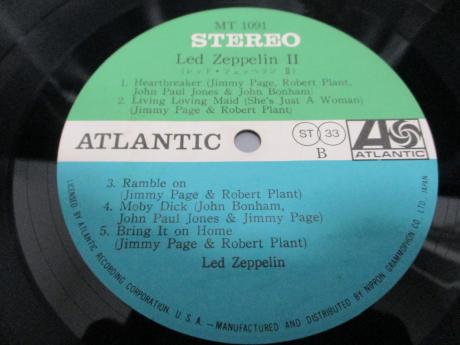 MT 1091
STEREO
Led Zeppelin II
(レッド・ツェッペリン Ⅱ)
1. Heartbreaker (Jimmy Page, Robert Plant,
John Paul Jones & John Bonham)
2. Living Loving Maid (She's Just A Woman)
(Jimmy Page & Robert Plant)
ATLANTIC
ST 33
B
ATLANTIC
3. Ramble on
(Jimmy Page & Robert Plant)
4. Moby Dick (John Bonham,
John Paul Jones & Jimmy Page)
5. Bring It on Home
(Jimmy Page & Robert Plant)
Led Zeppelin
LICENSED BY ATLANTIC RECORDING CORPORATION, U.S.A. - MANUFACTURED AND DISTRIBUTED BY NIPPON GRAMMOPHON CO., LTD., JAPAN